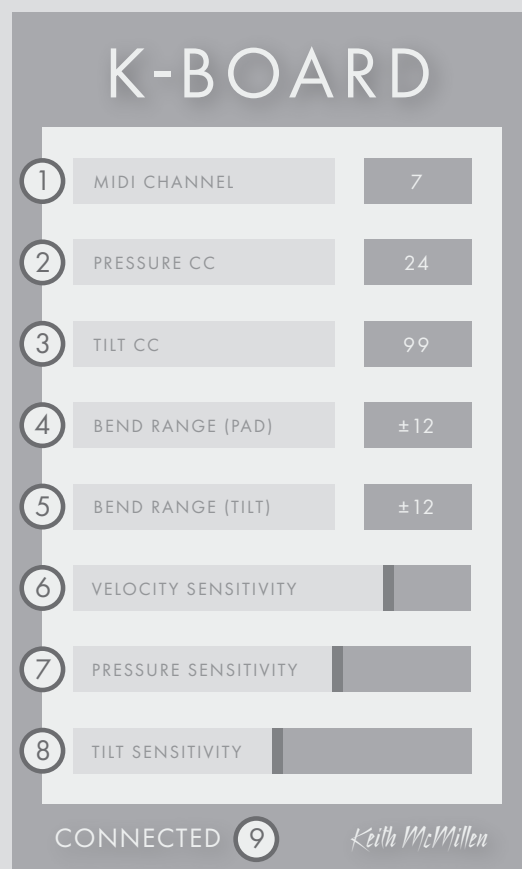 K-BOARD
1 MIDI CHANNEL 7
2 PRESSURE CC 24
3 TILT CC 99
4 BEND RANGE (PAD) ±12
5 BEND RANGE (TILT) ±12
6 VELOCITY SENSITIVITY
7 PRESSURE SENSITIVITY
8 TILT SENSITIVITY
CONNECTED 9 Keith McMillen